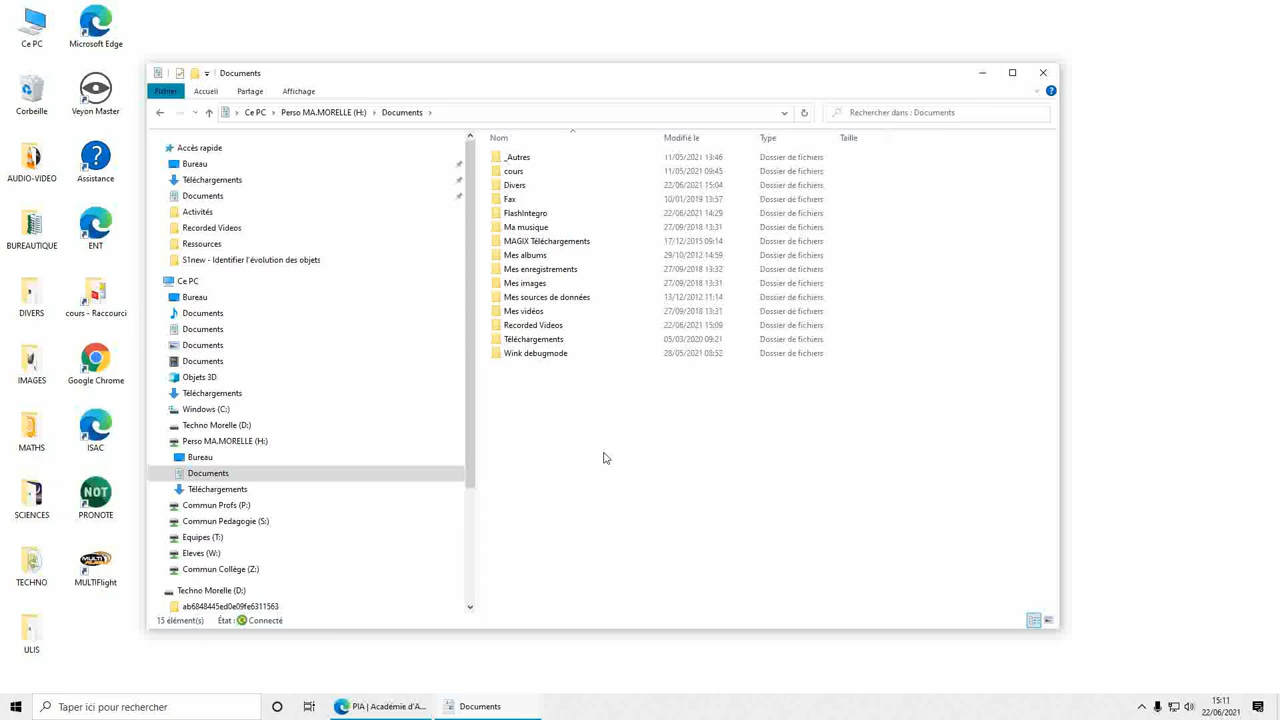 Ce PC
Microsoft Edge
Corbeille
Veyon Master
AUDIO-VIDEO
Assistance
BUREAUTIQUE
ENT
DIVERS
cours - Raccourci
IMAGES
Google Chrome
MATHS
ISAC
SCIENCES
NOT
PRONOTE
TECHNO
MULTIFlight
ULIS
Documents
Fichier
Accueil
Partage
Affichage
Ce PC > Perso MA.MORELLE (H:) > Documents >
Rechercher dans : Documents
Accès rapide
Bureau
Téléchargements
Documents
Activités
Recorded Videos
Ressources
S1new - Identifier l'évolution des objets
Ce PC
Bureau
Documents
Documents
Documents
Documents
Objets 3D
Téléchargements
Windows (C:)
Techno Morelle (D:)
Perso MA.MORELLE (H:)
Bureau
Documents
Téléchargements
Commun Profs (P:)
Commun Pedagogie (S:)
Equipes (T:)
Eleves (W:)
Commun Collège (Z:)
Techno Morelle (D:)
ab6848445ed0e09fe6311563
Nom Modifié le Type Taille
_Autres 11/05/2021 13:46 Dossier de fichiers
cours 11/05/2021 09:45 Dossier de fichiers
Divers 22/06/2021 15:04 Dossier de fichiers
Fax 10/01/2019 13:57 Dossier de fichiers
FlashIntegro 22/06/2021 14:29 Dossier de fichiers
Ma musique 27/09/2018 13:31 Dossier de fichiers
MAGIX Téléchargements 17/12/2015 09:14 Dossier de fichiers
Mes albums 29/10/2012 14:59 Dossier de fichiers
Mes enregistrements 27/09/2018 13:32 Dossier de fichiers
Mes images 27/09/2018 13:31 Dossier de fichiers
Mes sources de données 13/12/2012 11:14 Dossier de fichiers
Mes vidéos 27/09/2018 13:31 Dossier de fichiers
Recorded Videos 22/06/2021 15:09 Dossier de fichiers
Téléchargements 05/03/2020 09:21 Dossier de fichiers
Wink debugmode 28/05/2021 08:52 Dossier de fichiers
15 élément(s) État : Connecté
Taper ici pour rechercher
PIA | Académie d'A...
Documents
15:11
22/06/2021